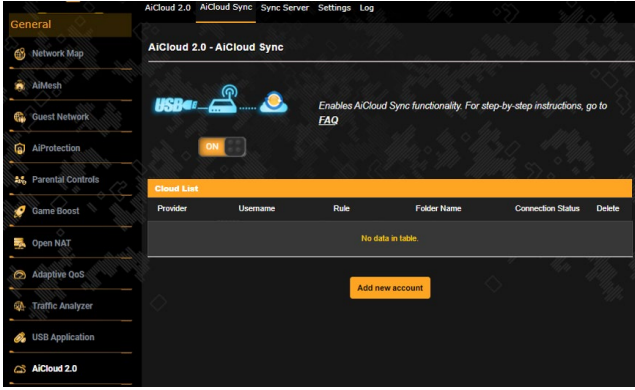 AiCloud 2.0 AiCloud Sync Sync Server Settings Log
General
Network Map
AiMesh
Guest Network
AiProtection
Parental Controls
Game Boost
Open NAT
Adaptive QoS
Traffic Analyzer
USB Application
AiCloud 2.0
AiCloud 2.0 - AiCloud Sync
USB
Enables AiCloud Sync functionality. For step-by-step instructions, go to
FAQ
ON
Cloud List
Provider Username Rule Folder Name Connection Status Delete
No data in table.
Add new account